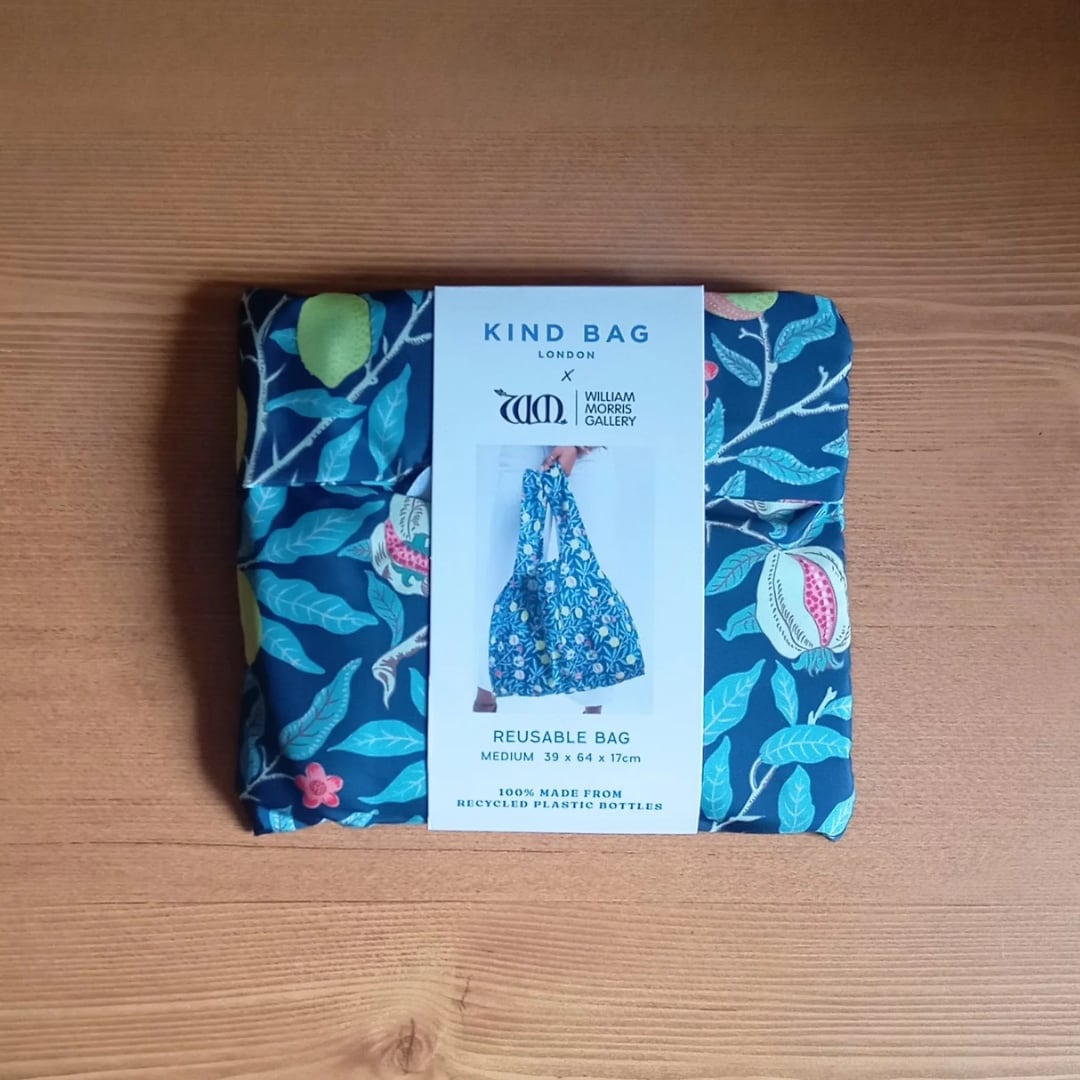 KIND BAG
LONDON
X
WM.
WILLIAM
MORRIS
GALLERY
REUSABLE BAG
MEDIUM 39 x 64 x 17cm
100% MADE FROM
RECYCLED PLASTIC BOTTLES